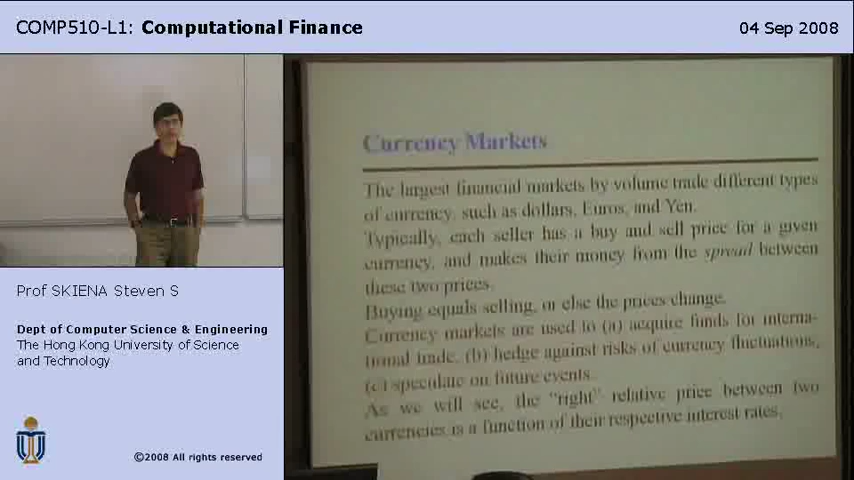 COMP510-L1: Computational Finance
04 Sep 2008
Currency Markets
The largest financial markets by volume trade different types
of currency, such as dollars, Euros, and Yen.
Typically, each seller has a buy and sell price for a given
currency, and makes their money from the spread between
these two prices.
Buying equals selling, or else the prices change.
Currency markets are used to (a) acquire funds for interna-
tional trade, (b) hedge against risks of currency fluctuations,
(c) speculate on future events.
As we will see, the "right" relative price between two
currencies is a function of their respective interest rates.
Prof SKIENA Steven S
Dept of Computer Science & Engineering
The Hong Kong University of Science
and Technology
©2008 All rights reserved